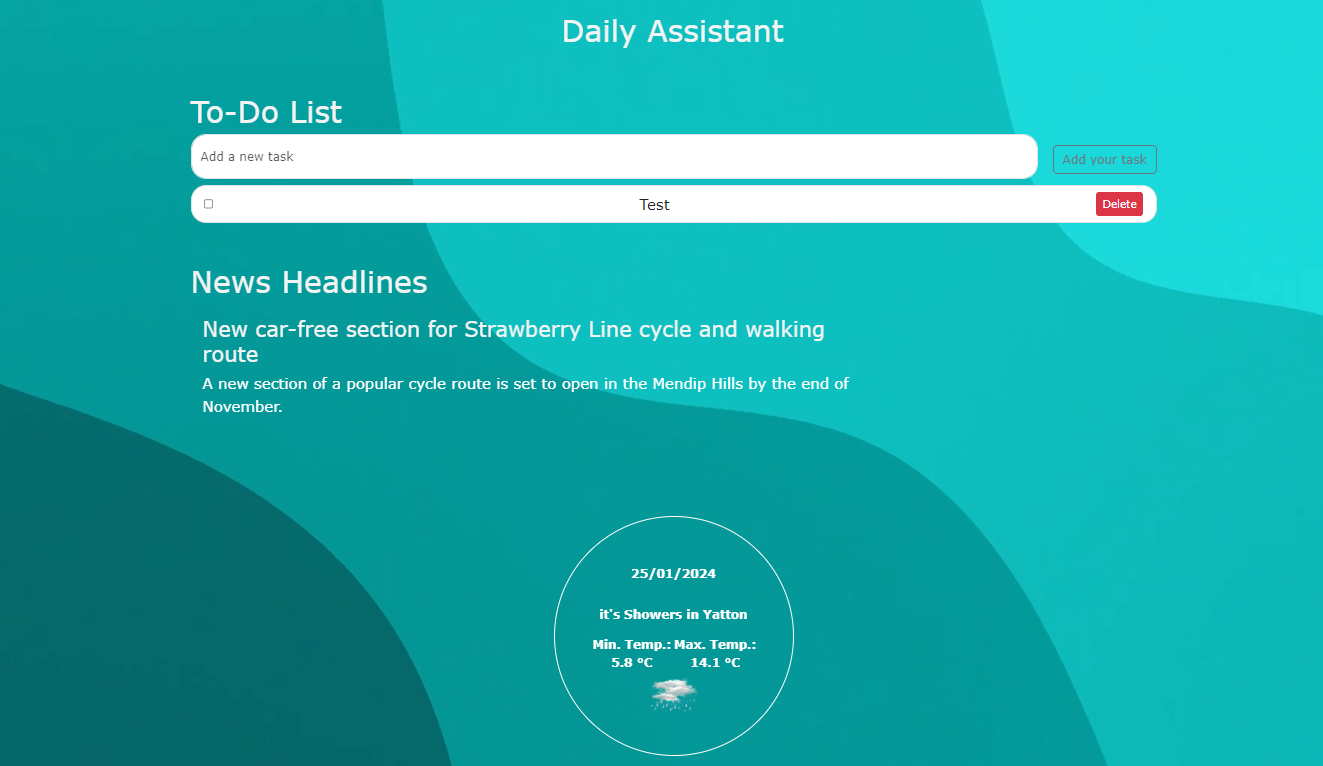 Daily Assistant
To-Do List
Add a new task
Add your task
Test
Delete
News Headlines
New car-free section for Strawberry Line cycle and walking
route
A new section of a popular cycle route is set to open in the Mendip Hills by the end of
November.
25/01/2024
it's Showers in Yatton
Min. Temp.: Max. Temp.:
5.8 ºC 14.1 ºC